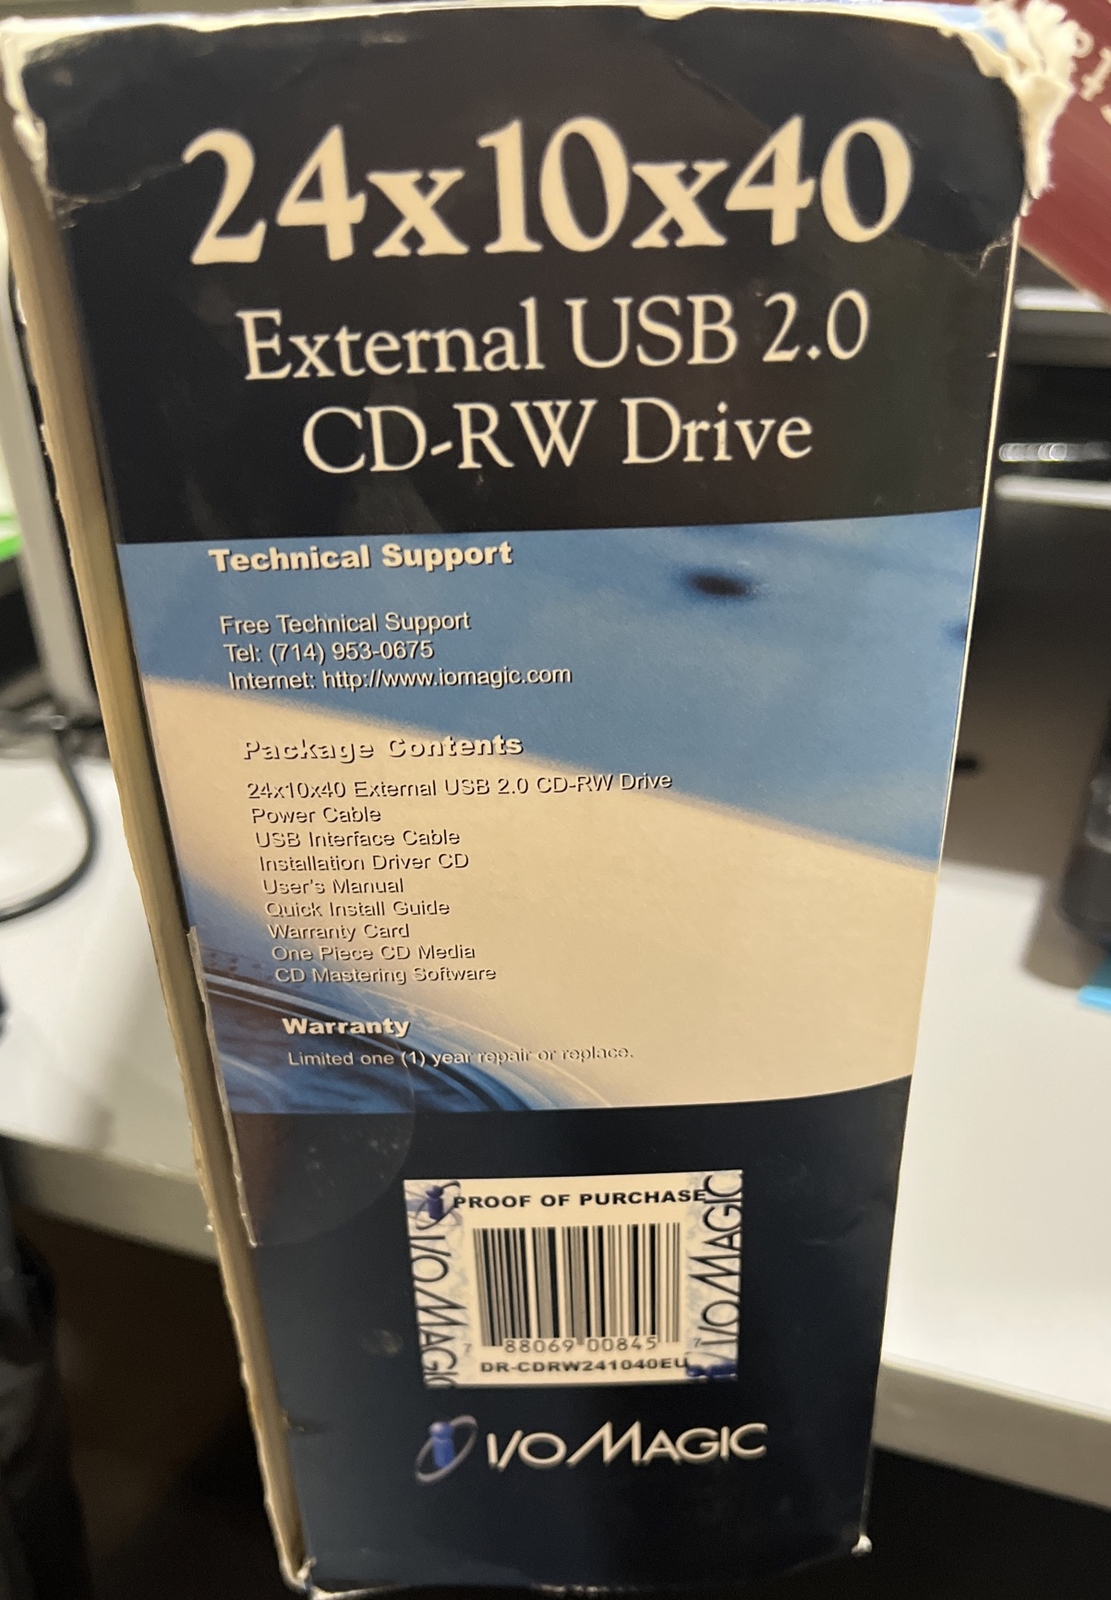 24x10x40
External USB 2.0
CD-RW Drive
Technical Support
Free Technical Support
Tel: (714) 953-0675
Internet: http://www.iomagic.com
Package Contents
24x10x40 External USB 2.0 CD-RW Drive
Power Cable
USB Interface Cable
Installation Driver CD
User's Manual
Quick Install Guide
Warranty Card
One Piece CD Media
CD Mastering Software
Warranty
Limited one (1) year repair or replace.
PROOF OF PURCHASE
I/OMAGIC
I/OMAGIC
7 88069 00845 7
DR-CDRW241040EU
I/OMAGIC